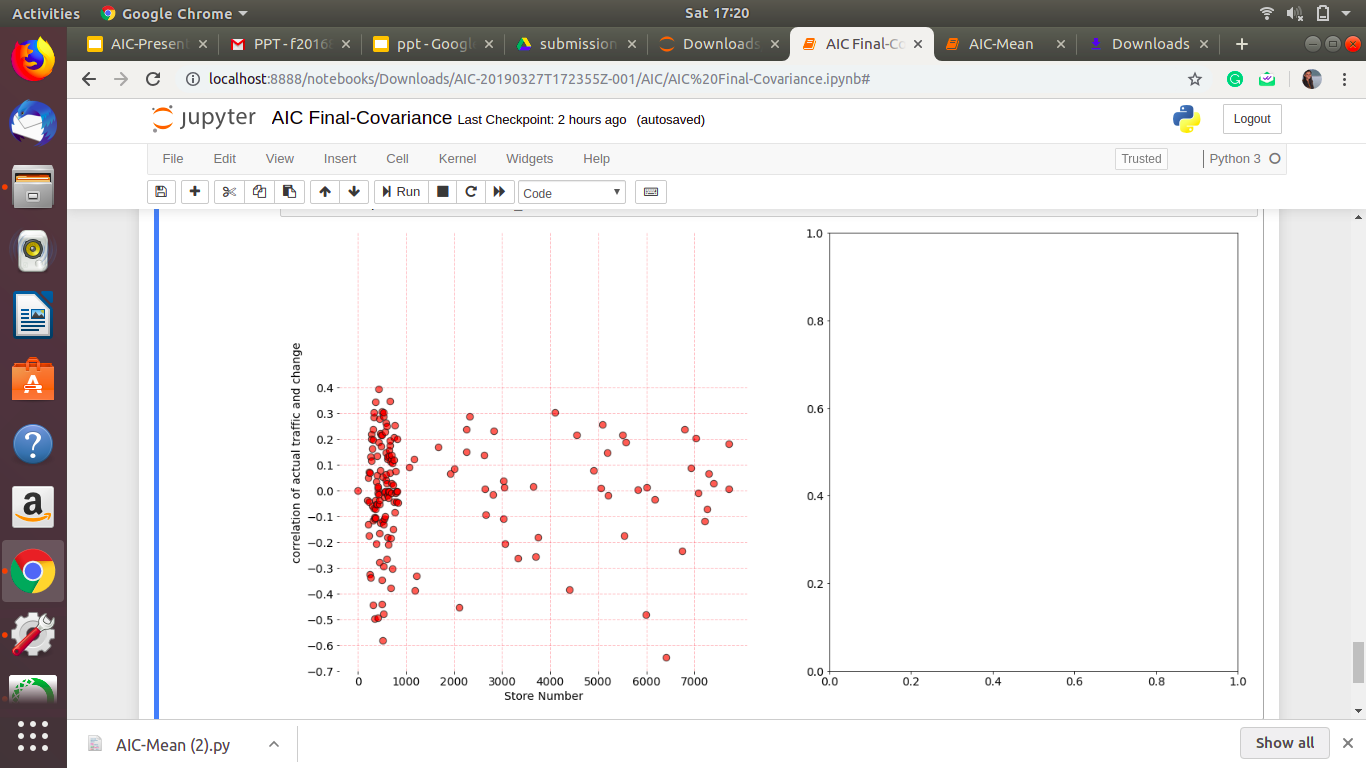 Activities Google Chrome Sat 17:20
AIC-Presen PPT - f2016 ppt - Googl submission Downloads AIC Final-Co AIC-Mean Downloads
localhost:8888/notebooks/Downloads/AIC-20190327T172355Z-001/AIC/AIC%20Final-Covariance.ipynb#
jupyter AIC Final-Covariance Last Checkpoint: 2 hours ago (autosaved) Logout
File Edit View Insert Cell Kernel Widgets Help Trusted Python 3
Run Code
correlation of actual traffic and change
0.4
0.3
0.2
0.1
0.0
−0.1
−0.2
−0.3
−0.4
−0.5
−0.6
−0.7
0 1000 2000 3000 4000 5000 6000 7000
Store Number
1.0
0.8
0.6
0.4
0.2
0.0
0.0 0.2 0.4 0.6 0.8 1.0
AIC-Mean (2).py Show all